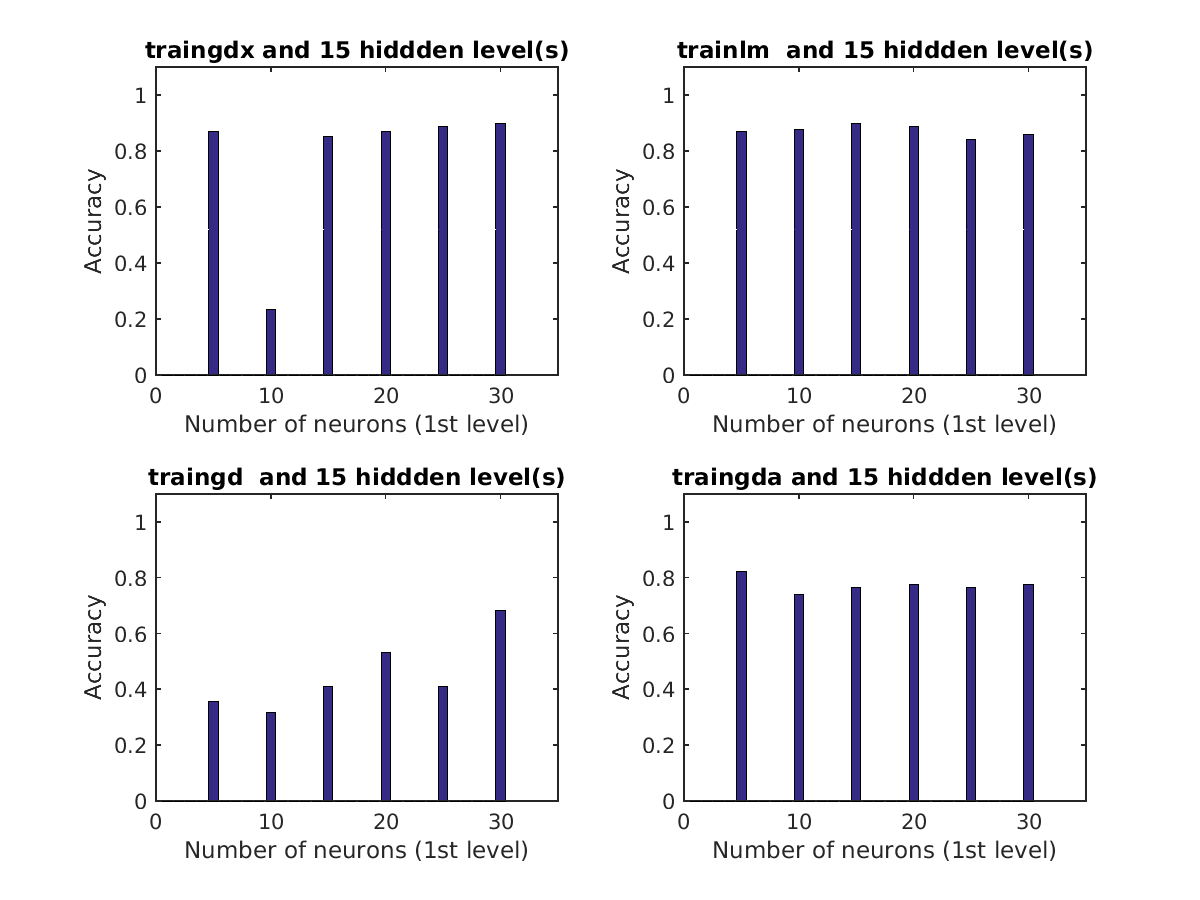 traingdx and 15 hiddden level(s)
1
0.8
0.6
0.4
0.2
0
Accuracy
0 10 20 30
Number of neurons (1st level)
trainlm  and 15 hiddden level(s)
1
0.8
0.6
0.4
0.2
0
Accuracy
0 10 20 30
Number of neurons (1st level)
traingd  and 15 hiddden level(s)
1
0.8
0.6
0.4
0.2
0
Accuracy
0 10 20 30
Number of neurons (1st level)
traingda and 15 hiddden level(s)
1
0.8
0.6
0.4
0.2
0
Accuracy
0 10 20 30
Number of neurons (1st level)